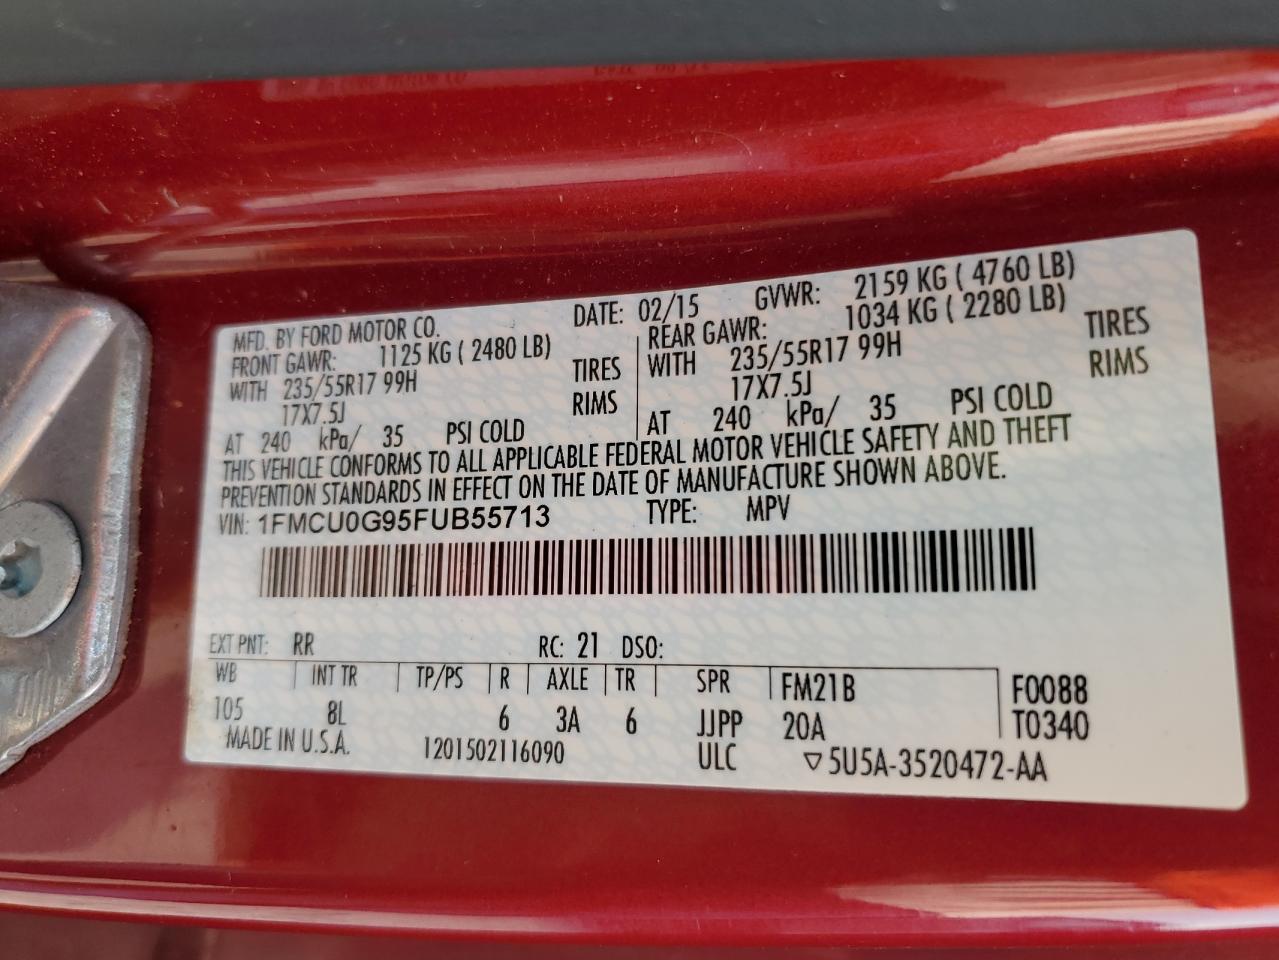 MFD. BY FORD MOTOR CO. DATE: 02/15 GVWR: 2159 KG ( 4760 LB)
FRONT GAWR: 1125 KG ( 2480 LB) REAR GAWR: 1034 KG ( 2280 LB)
WITH 235/55R17 99H TIRES WITH 235/55R17 99H TIRES
17X7.5J RIMS 17X7.5J RIMS
AT 240 kPa/ 35 PSI COLD AT 240 kPa/ 35 PSI COLD
THIS VEHICLE CONFORMS TO ALL APPLICABLE FEDERAL MOTOR VEHICLE SAFETY AND THEFT
PREVENTION STANDARDS IN EFFECT ON THE DATE OF MANUFACTURE SHOWN ABOVE.
VIN: 1FMCU0G95FUB55713 TYPE: MPV
EXT PNT: RR RC: 21 DSO:
WB INT TR TP/PS R AXLE TR SPR FM21B F0088
105 8L 6 3A 6 JJPP 20A T0340
MADE IN U.S.A. 1201502116090 ULC ▽5U5A-3520472-AA